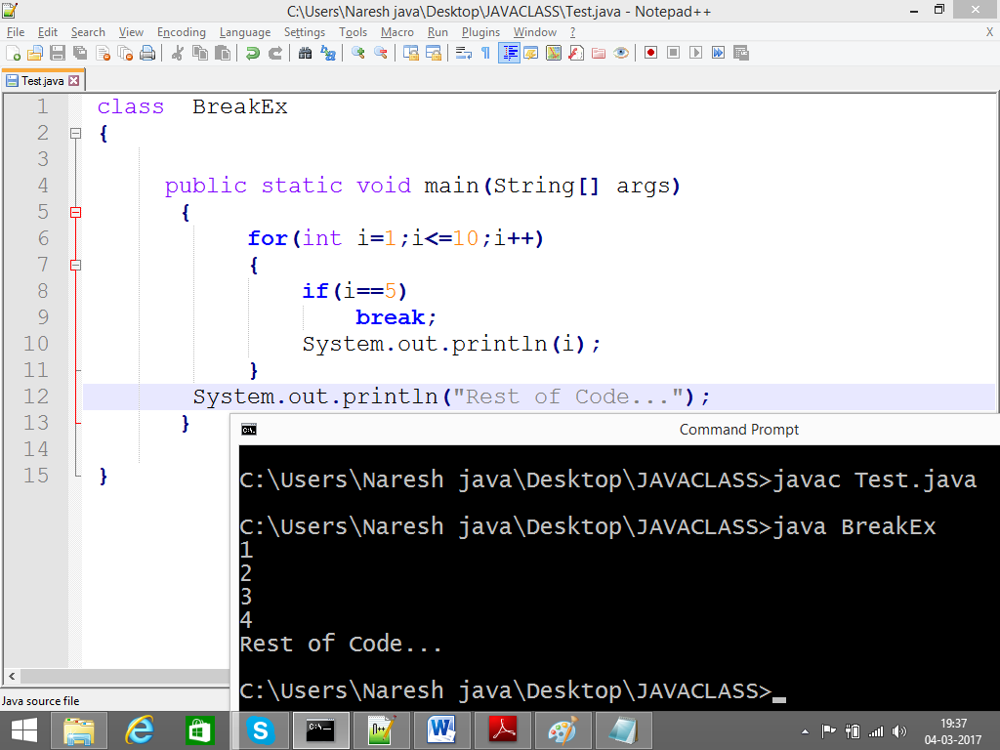 C:\Users\Naresh java\Desktop\JAVACLASS\Test.java - Notepad++
File Edit Search View Encoding Language Settings Tools Macro Run Plugins Window ? X
Test.java
1 class  BreakEx
2 {
3
4 public static void main(String[] args)
5 {
6 for(int i=1;i<=10;i++)
7 {
8 if(i==5)
9 break;
10 System.out.println(i);
11 }
12 System.out.println("Rest of Code...");
13 }
14
15 }
Command Prompt
C:\Users\Naresh java\Desktop\JAVACLASS>javac Test.java
C:\Users\Naresh java\Desktop\JAVACLASS>java BreakEx
1
2
3
4
Rest of Code...
C:\Users\Naresh java\Desktop\JAVACLASS>_
Java source file
19:37
04-03-2017